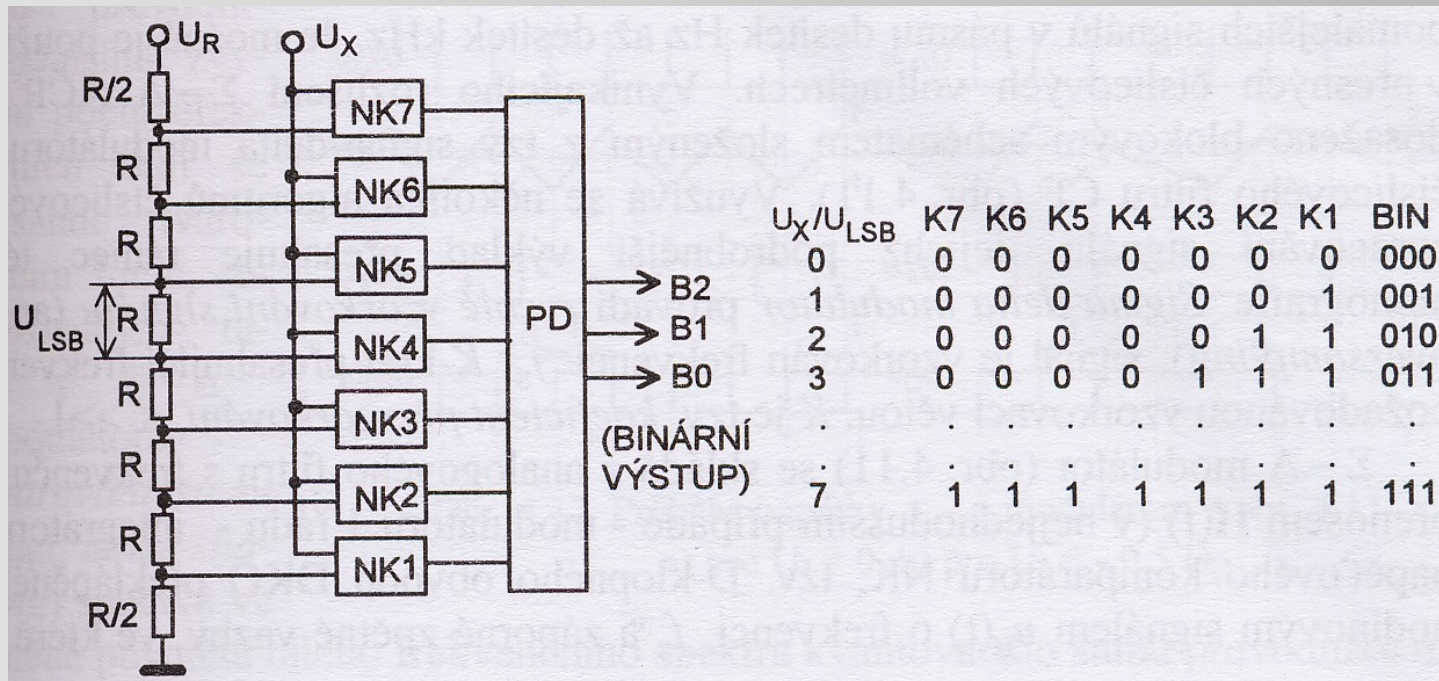 U_R U_X
R/2
NK7
R
NK6
R
NK5
U_LSB
R
NK4
PD
R
NK3
R
NK2
R
NK1
R/2
B2
B1
B0
(BINÁRNÍ
VÝSTUP)
U_X/U_LSB K7 K6 K5 K4 K3 K2 K1 BIN
0 0 0 0 0 0 0 0 000
1 0 0 0 0 0 0 1 001
2 0 0 0 0 0 1 1 010
3 0 0 0 0 1 1 1 011
. . . . . . . . .
. . . . . . . . .
7 1 1 1 1 1 1 1 111